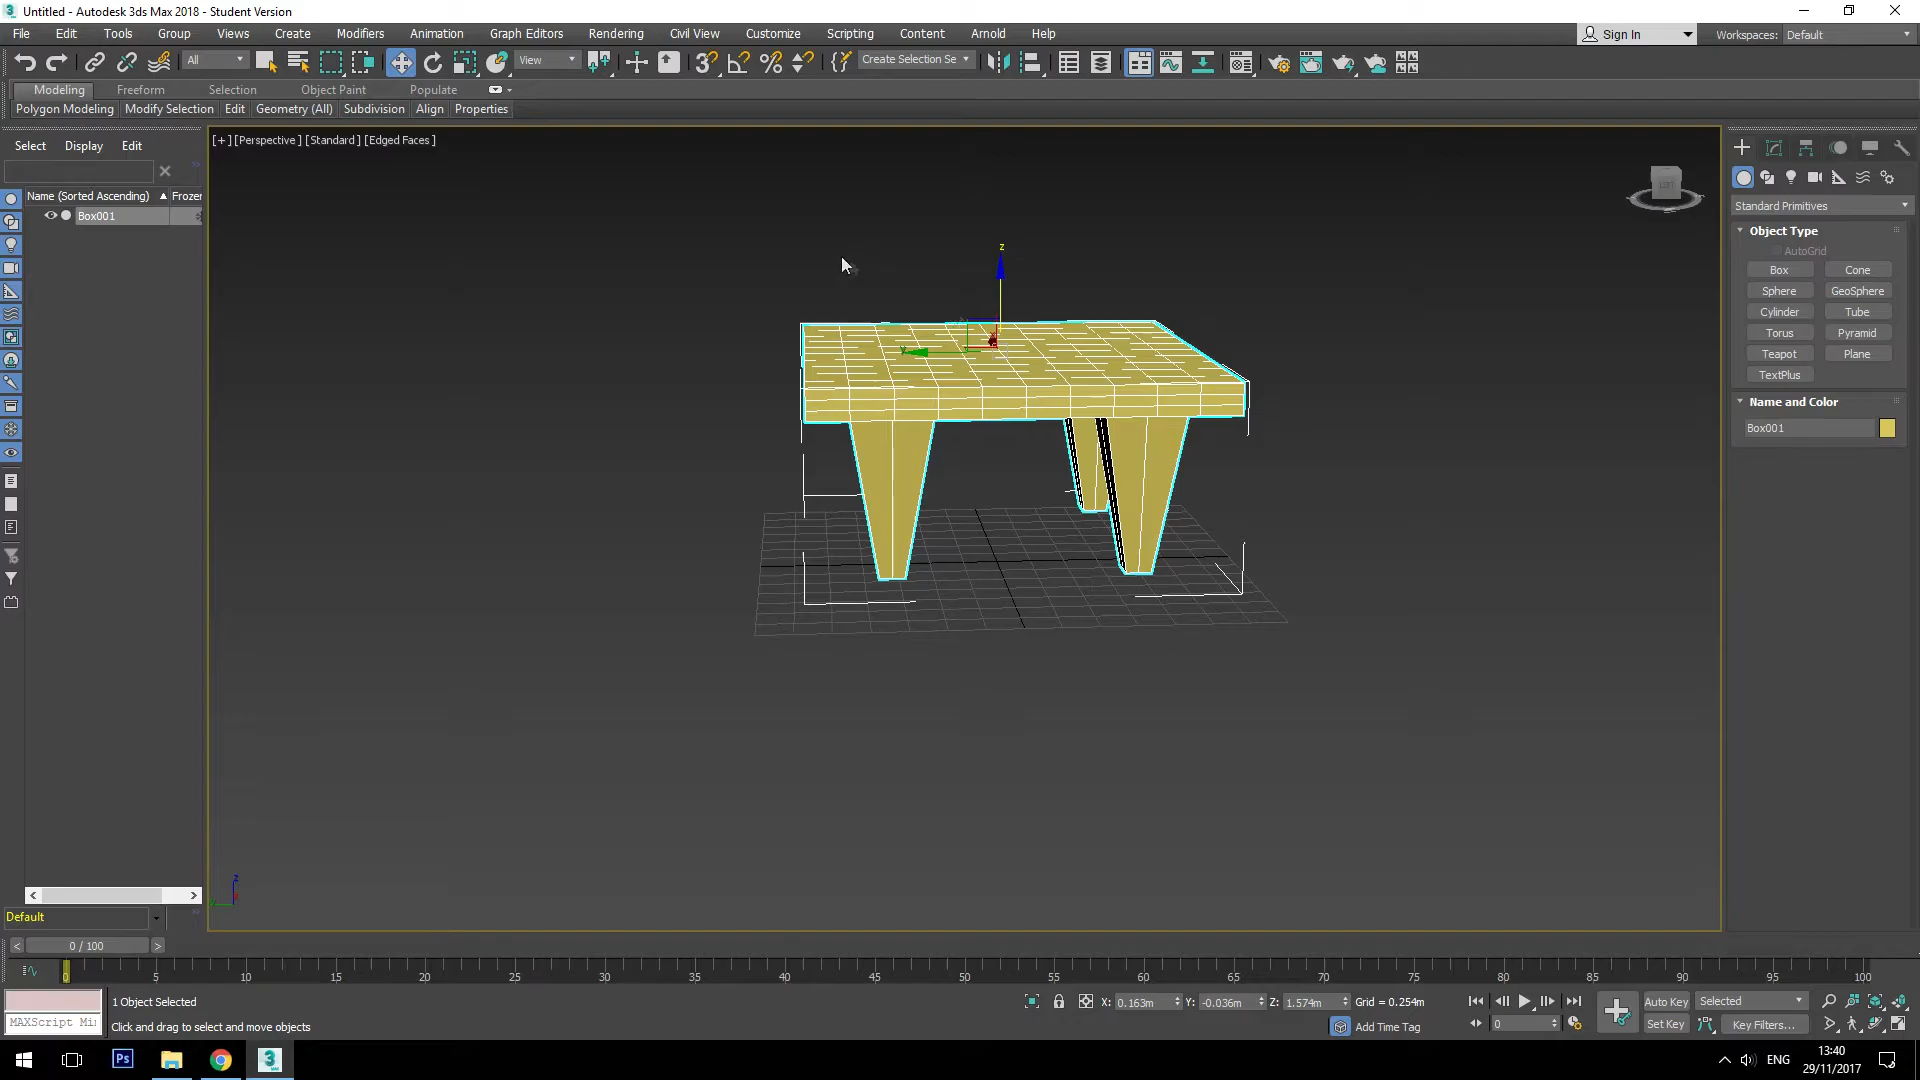 Untitled - Autodesk 3ds Max 2018 - Student Version
File Edit Tools Group Views Create Modifiers Animation Graph Editors Rendering Civil View Customize Scripting Content Arnold Help
Sign In
Workspaces: Default
All
View
Create Selection Se
Modeling Freeform Selection Object Paint Populate
Polygon Modeling Modify Selection Edit Geometry (All) Subdivision Align Properties
Select Display Edit
Name (Sorted Ascending) Frozen
Box001
[+] [Perspective ] [Standard ] [Edged Faces ]
LEFT
z
y
Standard Primitives
Object Type
AutoGrid
Box Cone
Sphere GeoSphere
Cylinder Tube
Torus Pyramid
Teapot Plane
TextPlus
Name and Color
Box001
z
Default
0 / 100
0 5 10 15 20 25 30 35 40 45 50 55 60 65 70 75 80 85 90 95 100
1 Object Selected
X: 0.163m Y: -0.036m Z: 1.574m Grid = 0.254m
Auto Key Selected
MAXScript Mi
Click and drag to select and move objects
Add Time Tag
0
Set Key Key Filters...
Ps
3
MAX
ENG
13:40
29/11/2017